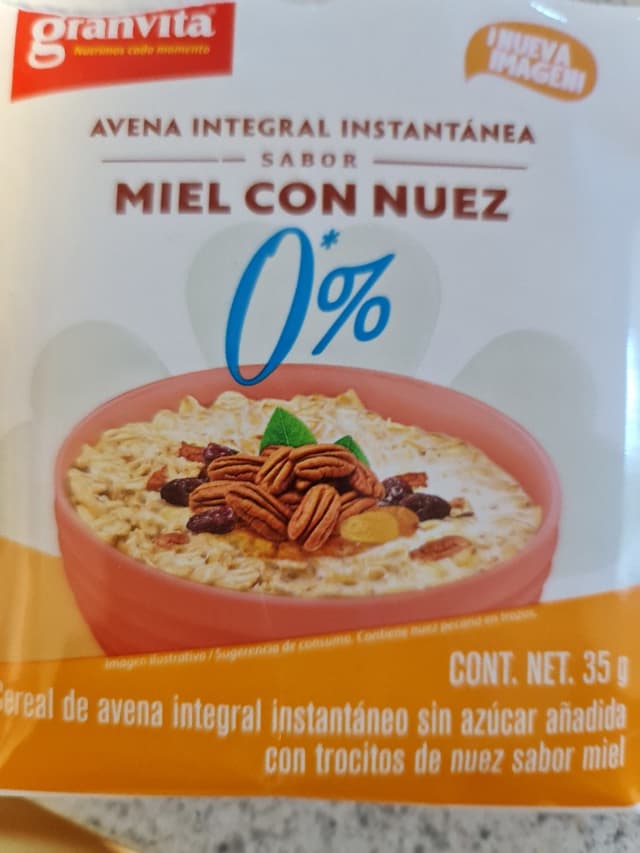 granvita
Nutrimos cada momento
¡NUEVA
IMAGEN!
AVENA INTEGRAL INSTANTÁNEA
SABOR
MIEL CON NUEZ
0*%
Imagen ilustrativa / Sugerencia de consumo. Contiene nuez pecana en trozos.
CONT. NET. 35 g
Cereal de avena integral instantáneo sin azúcar añadida
con trocitos de nuez sabor miel